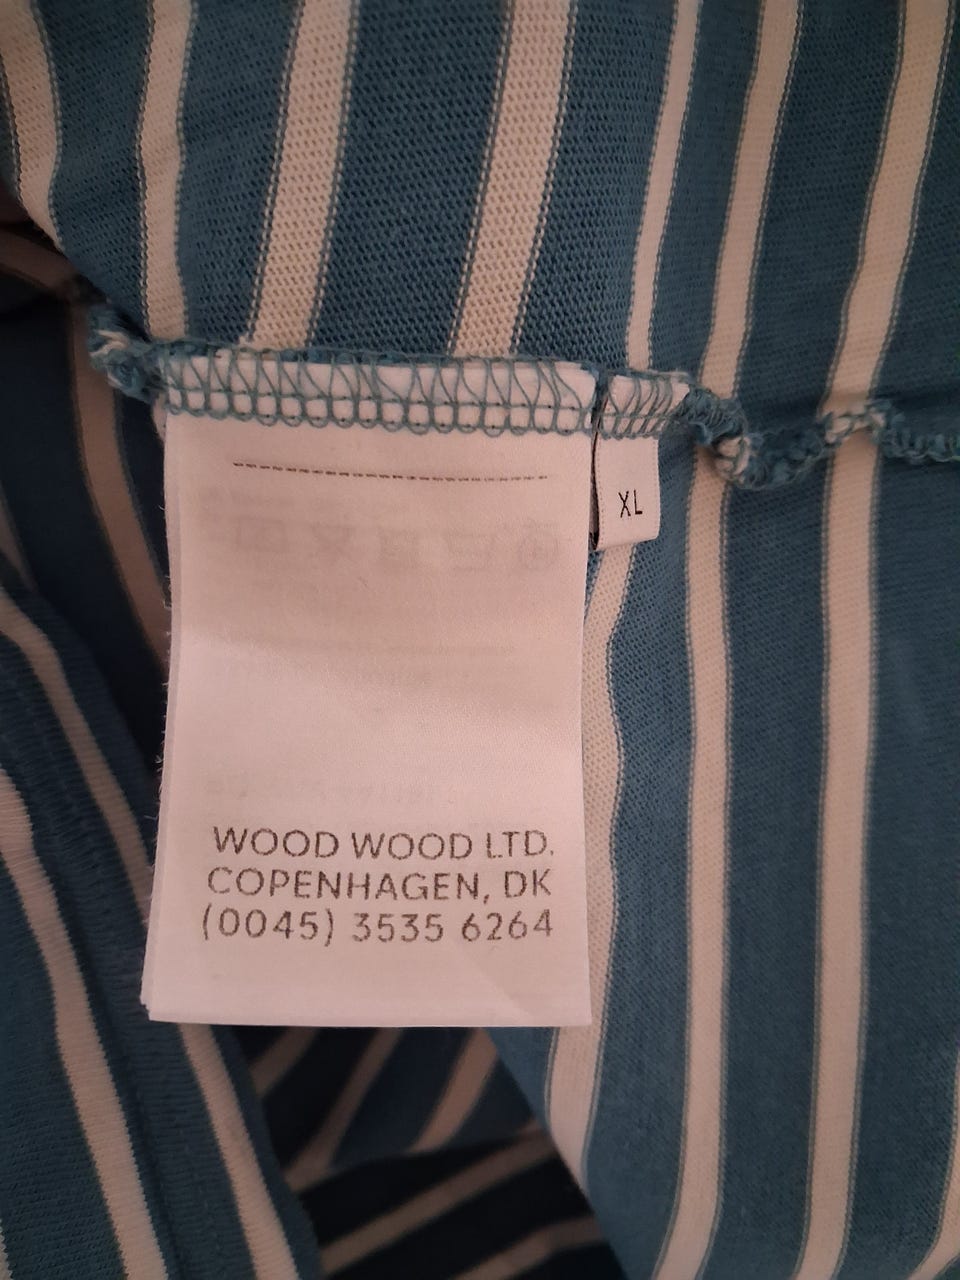 XL
WOOD WOOD LTD.
COPENHAGEN, DK
(0045) 3535 6264